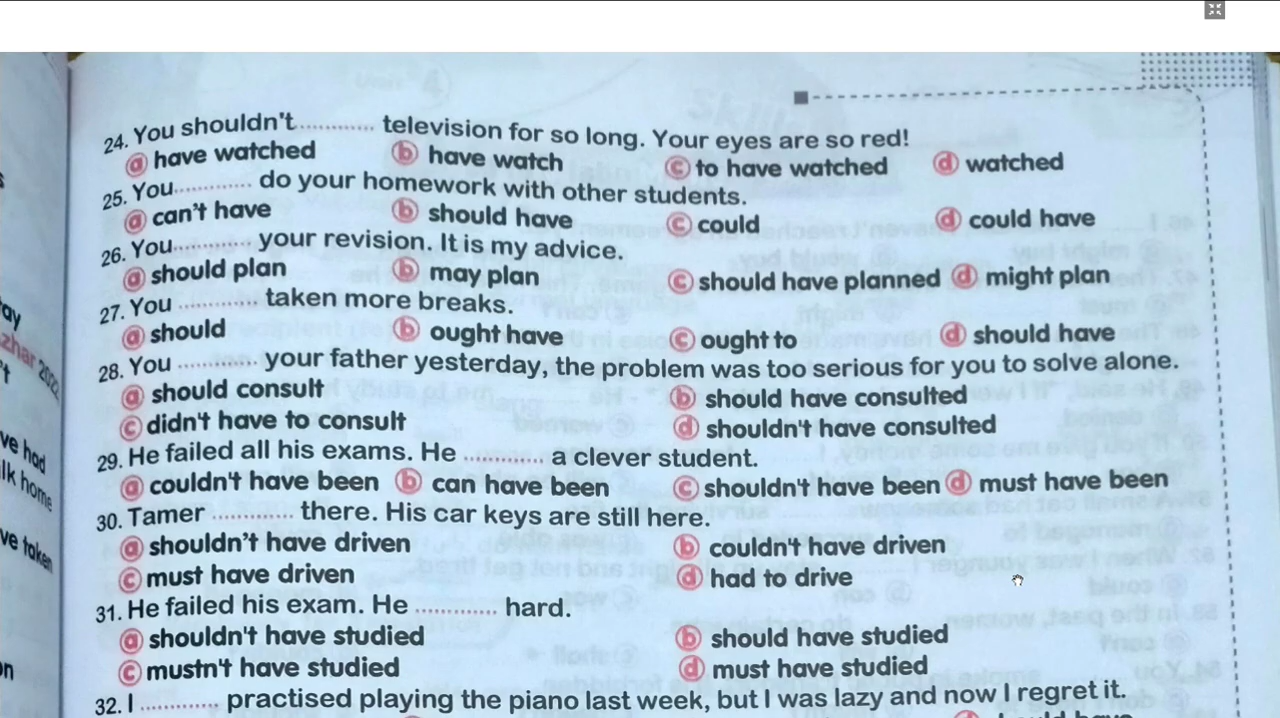 24. You shouldn't ............ television for so long. Your eyes are so red!
a have watched b have watch c to have watched d watched
25. You ............ do your homework with other students.
a can't have b should have c could d could have
26. You ............ your revision. It is my advice.
a should plan b may plan c should have planned d might plan
27. You ............ taken more breaks.
a should b ought have c ought to d should have
28. You ............ your father yesterday, the problem was too serious for you to solve alone.
a should consult b should have consulted
c didn't have to consult d shouldn't have consulted
29. He failed all his exams. He ............ a clever student.
a couldn't have been b can have been c shouldn't have been d must have been
30. Tamer ............ there. His car keys are still here.
a shouldn't have driven b couldn't have driven
c must have driven d had to drive
31. He failed his exam. He ............ hard.
a shouldn't have studied b should have studied
c mustn't have studied d must have studied
32. I ............ practised playing the piano last week, but I was lazy and now I regret it.